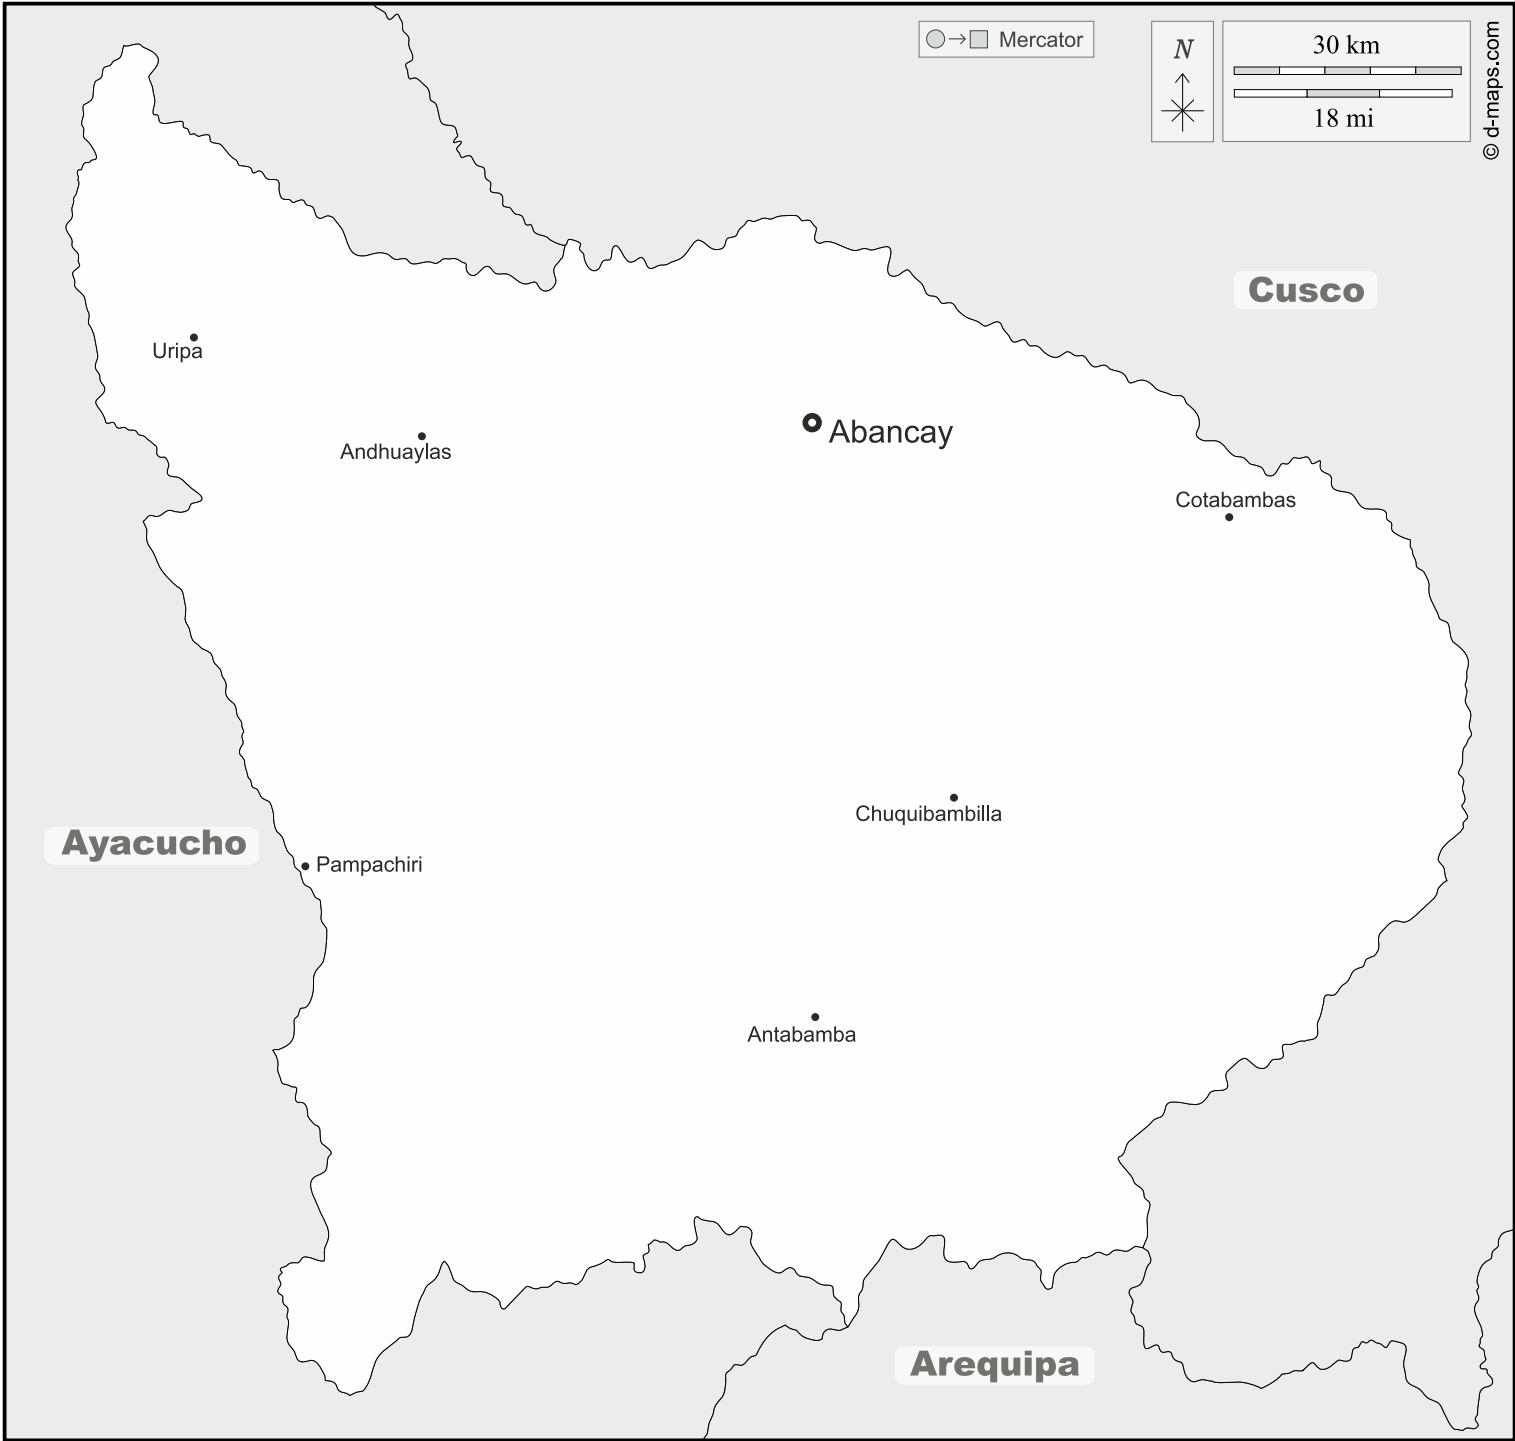 Mercator
N
30 km
18 mi
© d-maps.com
Cusco
Uripa
Andhuaylas
Abancay
Cotabambas
Chuquibambilla
Ayacucho
Pampachiri
Antabamba
Arequipa